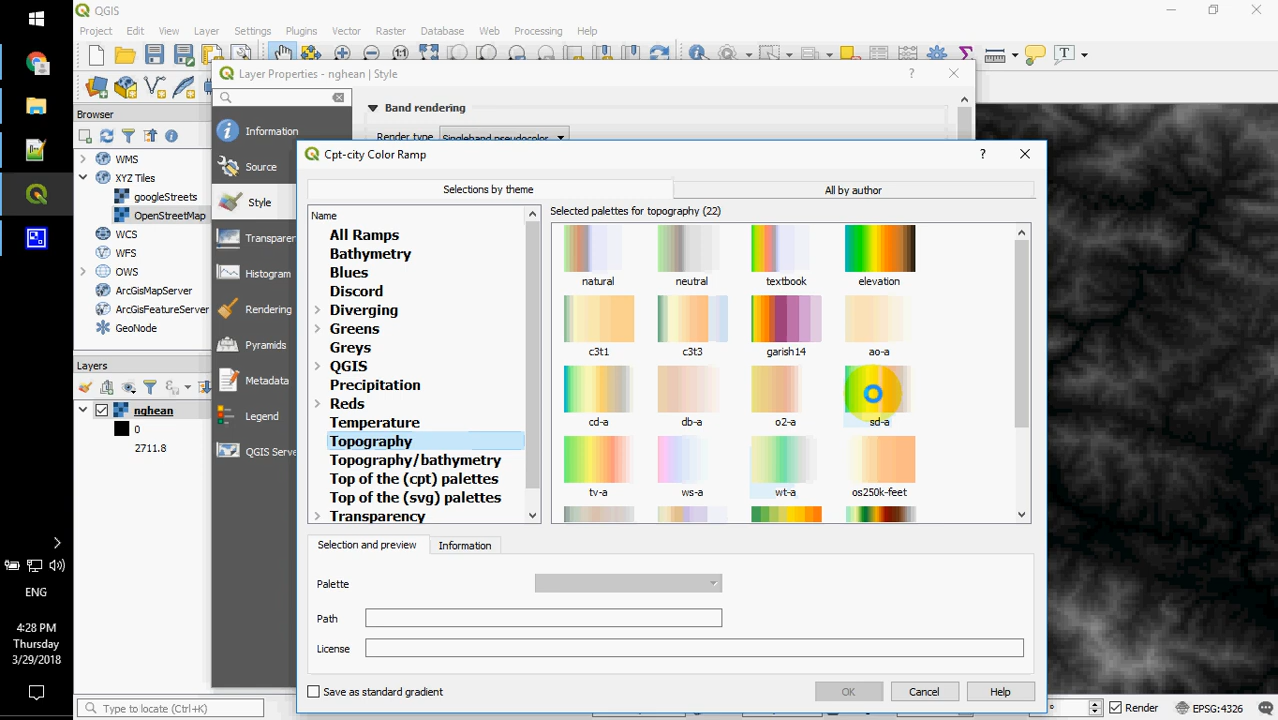 QGIS
Project Edit View Layer Settings Plugins Vector Raster Database Web Processing Help
Layer Properties - nghean | Style
Browser
WMS
XYZ Tiles
googleStreets
OpenStreetMap
WCS
WFS
OWS
ArcGisMapServer
ArcGisFeatureServer
GeoNode
Layers
nghean
0
2711.8
Information
Source
Style
Transparen
Histogram
Rendering
Pyramids
Metadata
Legend
QGIS Serve
Band rendering
Render type Singleband pseudocolor
Cpt-city Color Ramp
Selections by theme All by author
Name
All Ramps
Bathymetry
Blues
Discord
Diverging
Greens
Greys
QGIS
Precipitation
Reds
Temperature
Topography
Topography/bathymetry
Top of the (cpt) palettes
Top of the (svg) palettes
Transparency
Selected palettes for topography (22)
natural neutral textbook elevation
c3t1 c3t3 garish14 ao-a
cd-a db-a o2-a sd-a
tv-a ws-a wt-a os250k-feet
Selection and preview Information
Palette
Path
License
Save as standard gradient
OK Cancel Help
ENG
4:28 PM
Thursday
3/29/2018
Type to locate (Ctrl+K)
Render EPSG:4326